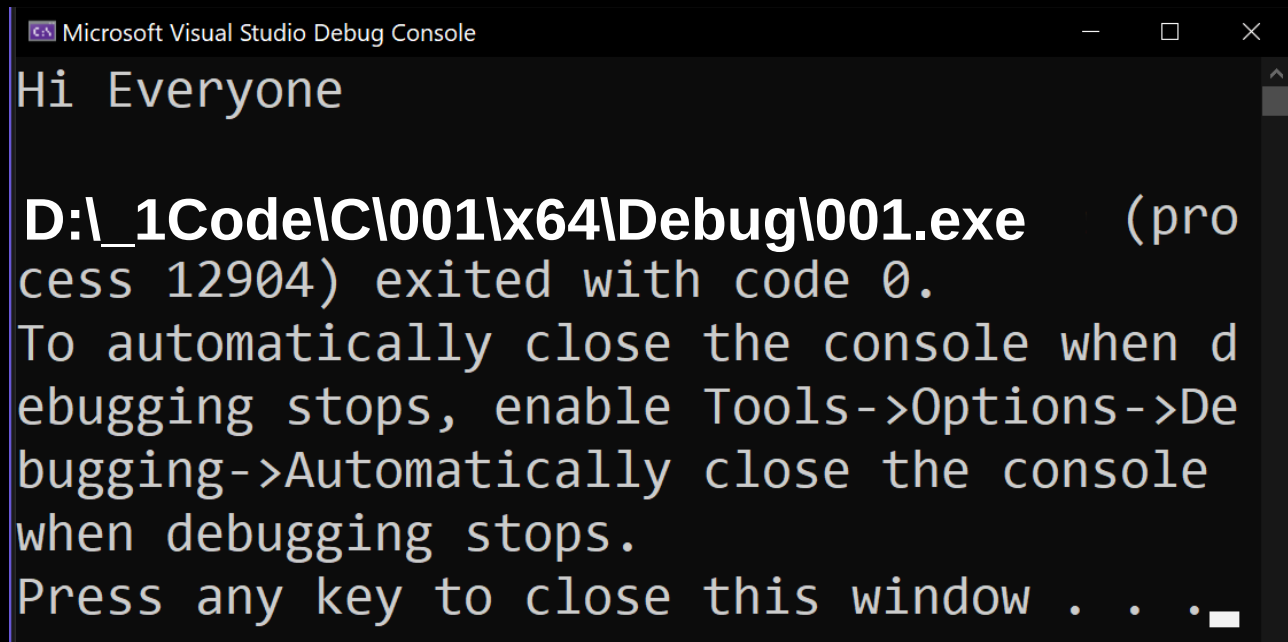 Microsoft Visual Studio Debug Console
Hi Everyone
D:\_1Code\C\001\x64\Debug\001.exe (pro
cess 12904) exited with code 0.
To automatically close the console when d
ebugging stops, enable Tools->Options->De
bugging->Automatically close the console
when debugging stops.
Press any key to close this window . . .